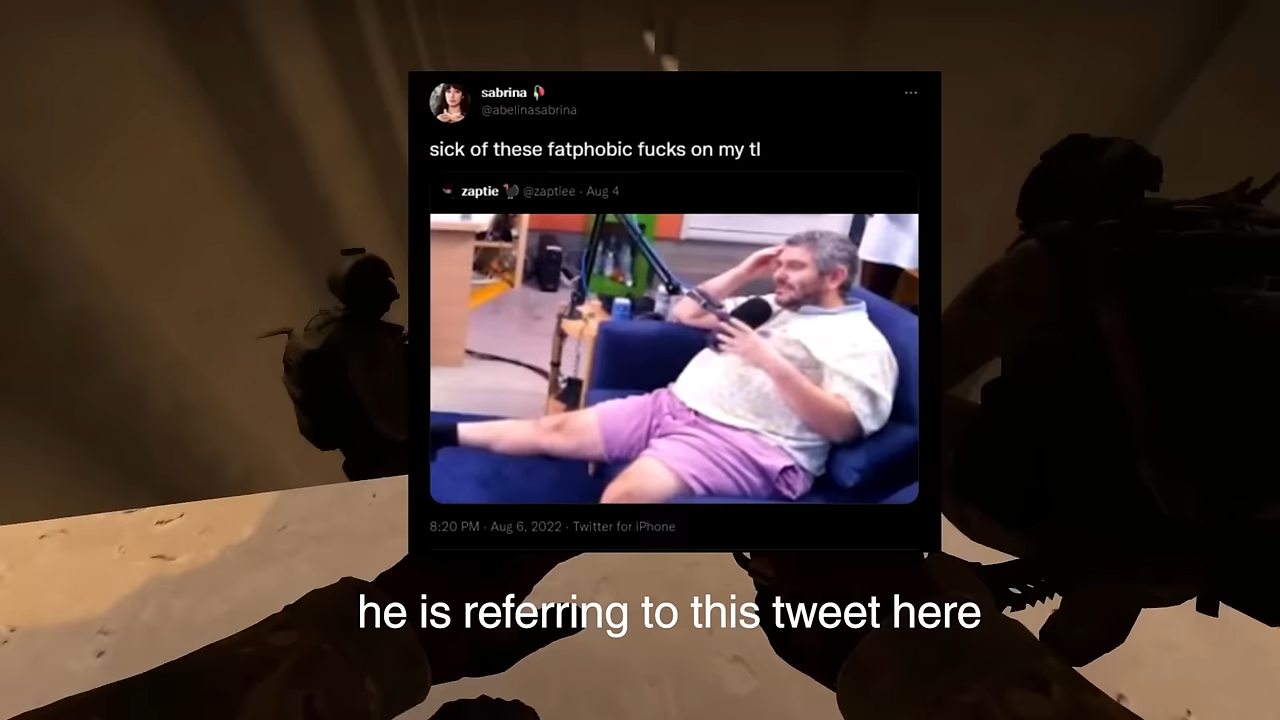 sabrina
@abelinasabrina
sick of these fatphobic fucks on my tl
zaptie @zaptiee · Aug 4
8:20 PM · Aug 6, 2022 · Twitter for iPhone
he is referring to this tweet here